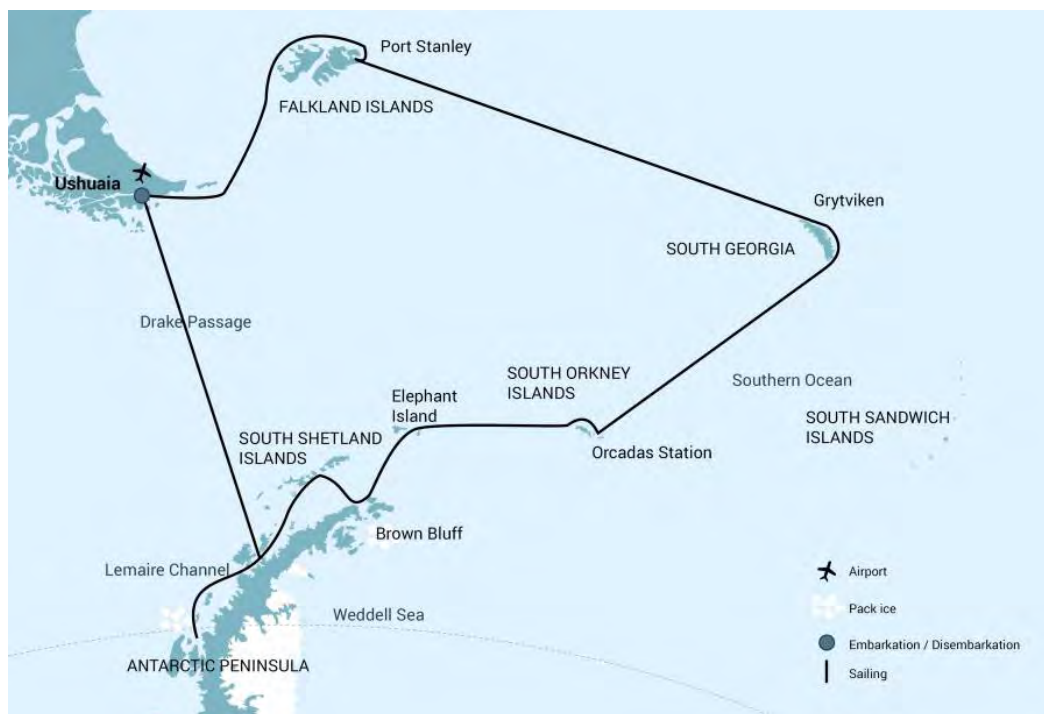 Port Stanley
FALKLAND ISLANDS
Ushuaia
Grytviken
SOUTH GEORGIA
Drake Passage
SOUTH ORKNEY
ISLANDS
Southern Ocean
Elephant
Island
SOUTH SANDWICH
ISLANDS
SOUTH SHETLAND
ISLANDS
Orcadas Station
Brown Bluff
Lemaire Channel
Weddell Sea
ANTARCTIC PENINSULA
Airport
Pack ice
Embarkation / Disembarkation
Sailing